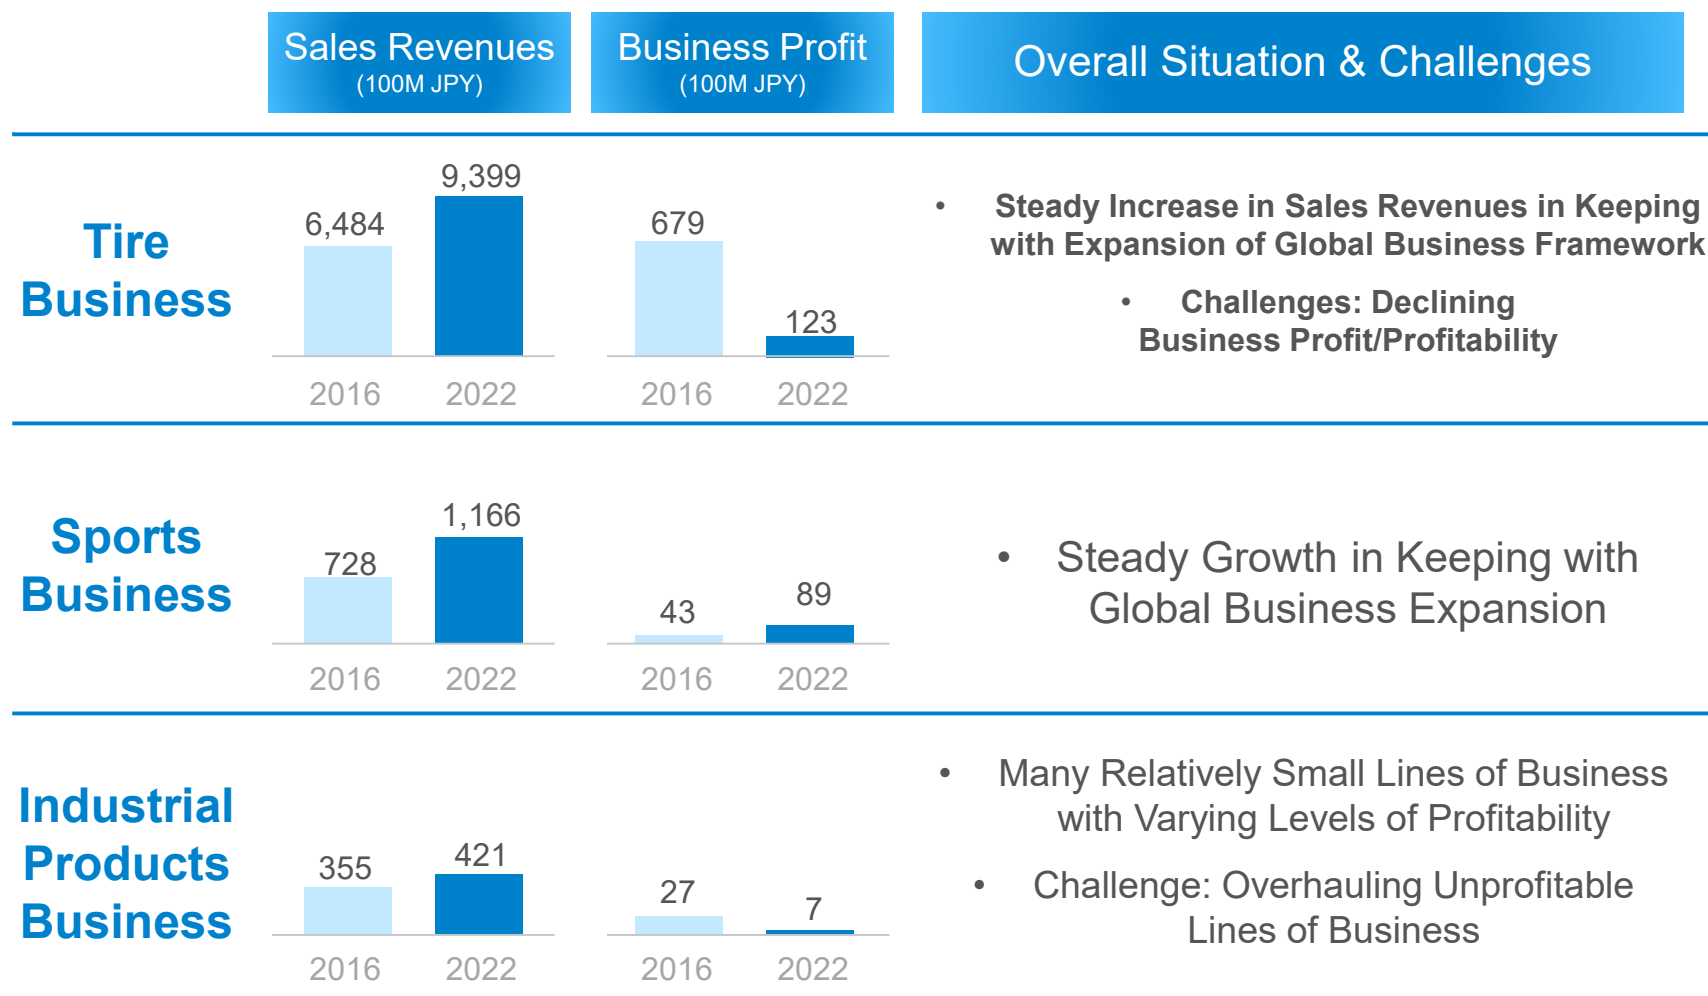 Sales Revenues
(100M JPY)
Business Profit
(100M JPY)
Overall Situation & Challenges
Tire
Business
6,484
9,399
2016
2022
679
123
2016
2022
• Steady Increase in Sales Revenues in Keeping
with Expansion of Global Business Framework
• Challenges: Declining
Business Profit/Profitability
Sports
Business
728
1,166
2016
2022
43
89
2016
2022
• Steady Growth in Keeping with
Global Business Expansion
Industrial
Products
Business
355
421
2016
2022
27
7
2016
2022
• Many Relatively Small Lines of Business
with Varying Levels of Profitability
• Challenge: Overhauling Unprofitable
Lines of Business